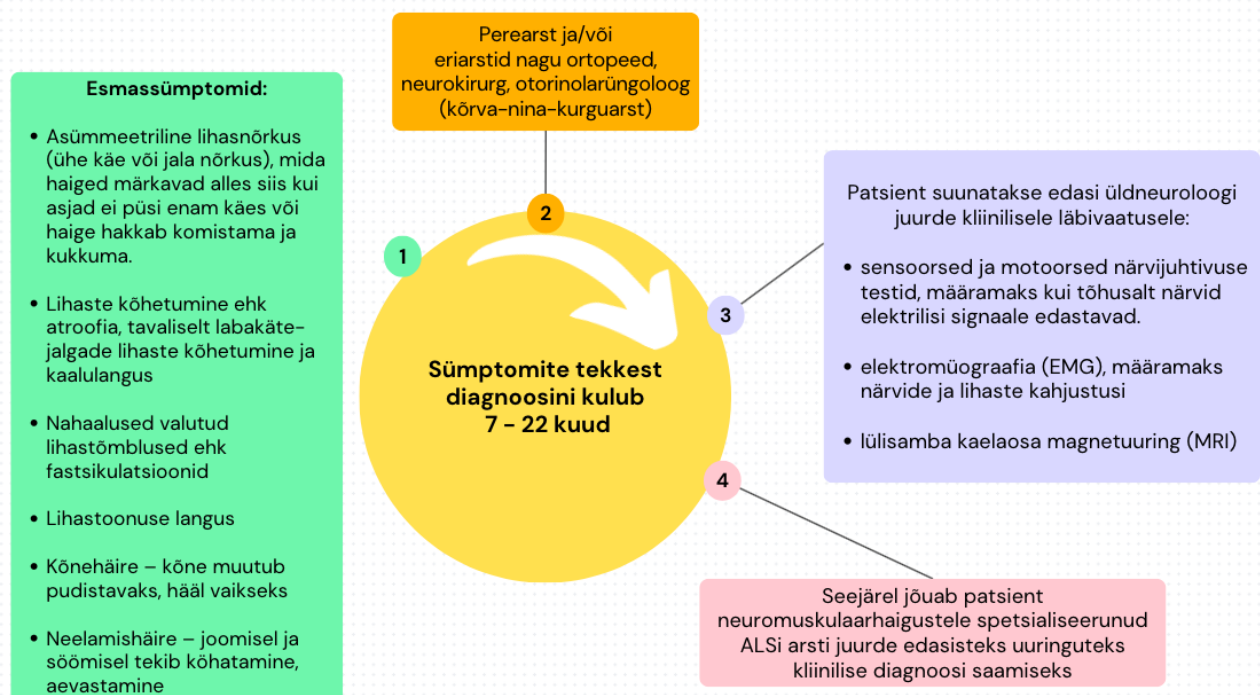 Esmassümptomid:
• Asümmeetriline lihasnõrkus
(ühe käe või jala nõrkus), mida
haiged märkavad alles siis kui
asjad ei püsi enam käes või
haige hakkab komistama ja
kukkuma.
• Lihaste kõhetumine ehk
atroofia, tavaliselt labakäte-
jalgade lihaste kõhetumine ja
kaalulangus
• Nahaalused valutud
lihastõmblused ehk
fastsikulatsioonid
• Lihastoonuse langus
• Kõnehäire – kõne muutub
pudistavaks, hääl vaikseks
• Neelamishäire – joomisel ja
söömisel tekib köhatamine,
aevastamine
1
Perearst ja/või
eriarstid nagu ortopeed,
neurokirurg, otorinolarüngoloog
(kõrva-nina-kurguarst)
2
Sümptomite tekkest
diagnoosini kulub
7 - 22 kuud
3
Patsient suunatakse edasi üldneuroloogi
juurde kliinilisele läbivaatusele:
• sensoorsed ja motoorsed närvijuhtivuse
testid, määramaks kui tõhusalt närvid
elektrilisi signaale edastavad.
• elektromüograafia (EMG), määramaks
närvide ja lihaste kahjustusi
• lülisamba kaelaosa magnetuuring (MRI)
4
Seejärel jõuab patsient
neuromuskulaarhaigustele spetsialiseerunud
ALSi arsti juurde edasisteks uuringuteks
kliinilise diagnoosi saamiseks